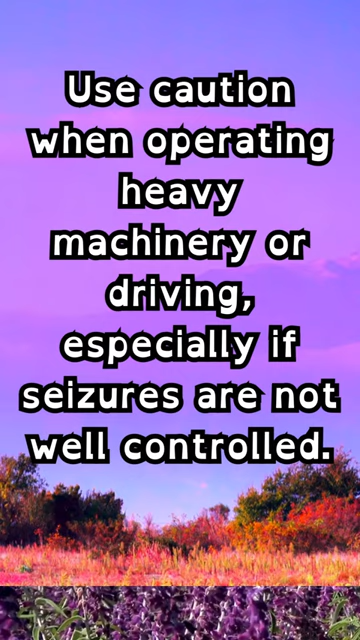 Use caution
when operating
heavy
machinery or
driving,
especially if
seizures are not
well controlled.